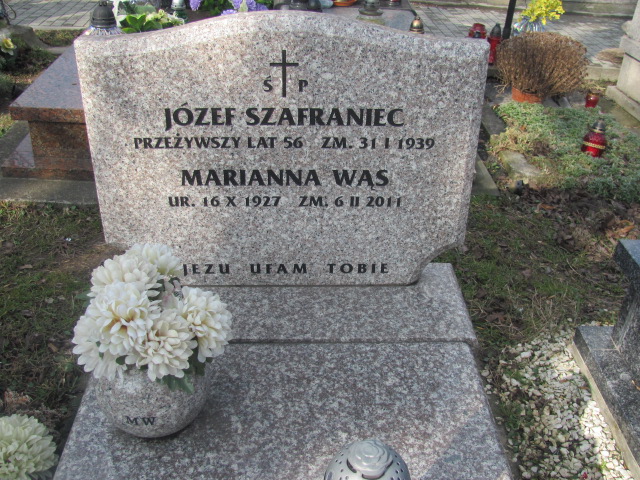 Ś P
JÓZEF SZAFRANIEC
PRZEŻYWSZY LAT 56 ZM. 31 I 1939
MARIANNA WĄS
UR. 16 X 1927 ZM. 6 II 2011
JEZU UFAM TOBIE
MW